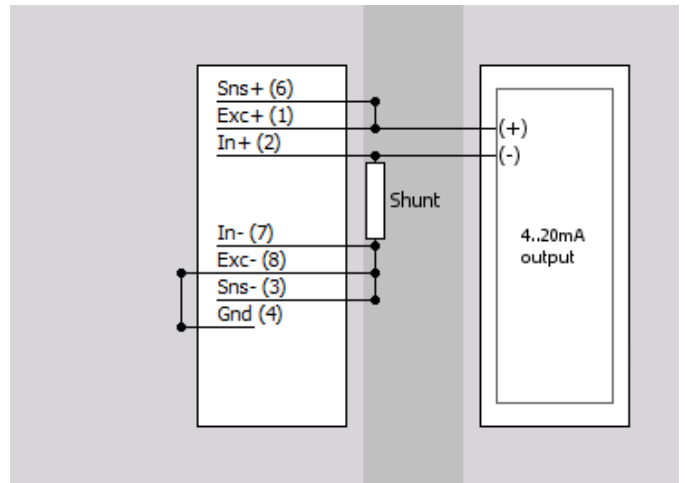 Sns+ (6)
Exc+ (1)
In+ (2)
(+)
(-)
Shunt
In- (7)
Exc- (8)
Sns- (3)
Gnd (4)
4..20mA
output